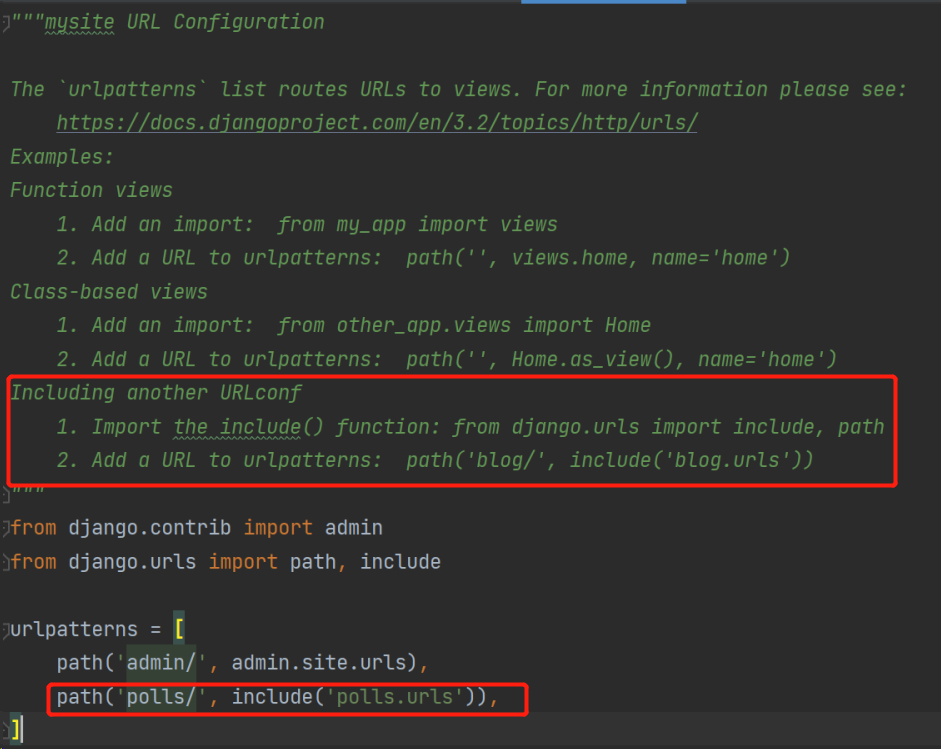 """mysite URL Configuration
The `urlpatterns` list routes URLs to views. For more information please see:
    https://docs.djangoproject.com/en/3.2/topics/http/urls/
Examples:
Function views
    1. Add an import:  from my_app import views
    2. Add a URL to urlpatterns:  path('', views.home, name='home')
Class-based views
    1. Add an import:  from other_app.views import Home
    2. Add a URL to urlpatterns:  path('', Home.as_view(), name='home')
Including another URLconf
    1. Import the include() function: from django.urls import include, path
    2. Add a URL to urlpatterns:  path('blog/', include('blog.urls'))
"""
from django.contrib import admin
from django.urls import path, include
urlpatterns = [
    path('admin/', admin.site.urls),
    path('polls/', include('polls.urls')),
]